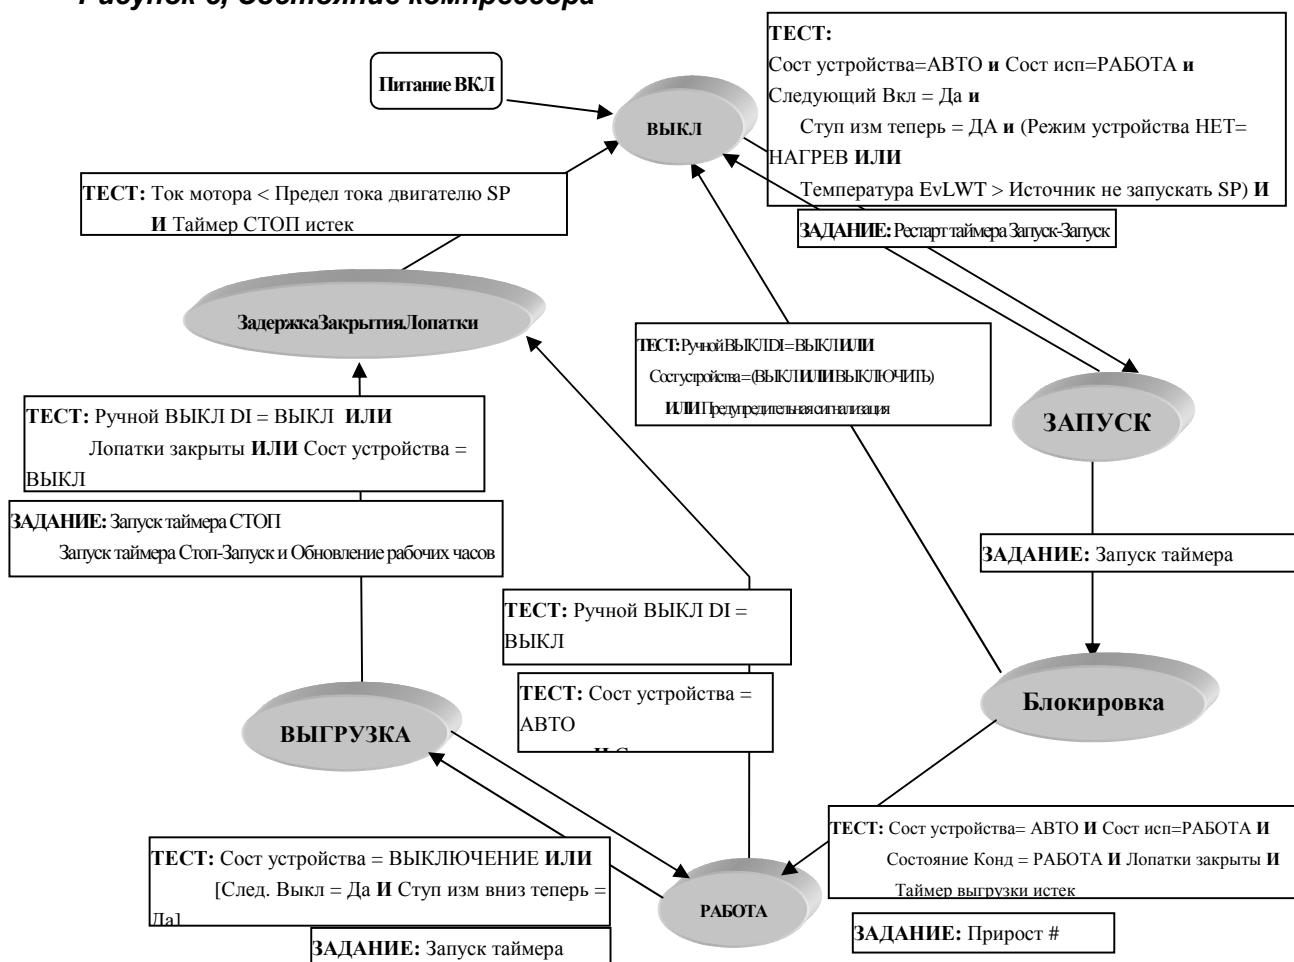 Рисунок 6, Состояние компрессора
ТЕСТ:
Сост устройства=АВТО и Сост исп=РАБОТА и
Следующий Вкл = Да и
Ступ изм теперь = ДА и (Режим устройства НЕТ=
НАГРЕВ ИЛИ
Температура EvLWT > Источник не запускать SP) И
Питание ВКЛ
ВЫКЛ
ТЕСТ: Ток мотора < Предел тока двигателю SP
И Таймер СТОП истек
ЗАДАНИЕ: Рестарт таймера Запуск-Запуск
ЗадержкаЗакрытияЛопатки
ТЕСТ: Ручной ВЫКЛ DI = ВЫКЛ ИЛИ
Сост устройства = (ВЫКЛ ИЛИ ВЫКЛЮЧИТЬ)
ИЛИ Предупредительная сигнализация
ЗАПУСК
ТЕСТ: Ручной ВЫКЛ DI = ВЫКЛ ИЛИ
Лопатки закрыты ИЛИ Сост устройства =
ВЫКЛ
ЗАДАНИЕ: Запуск таймера СТОП
Запуск таймера Стоп-Запуск и Обновление рабочих часов
ЗАДАНИЕ: Запуск таймера
ТЕСТ: Ручной ВЫКЛ DI =
ВЫКЛ
ТЕСТ: Сост устройства =
АВТО
Блокировка
ВЫГРУЗКА
ТЕСТ: Сост устройства= АВТО И Сост исп=РАБОТА И
Состояние Конд = РАБОТА И Лопатки закрыты И
Таймер выгрузки истек
ТЕСТ: Сост устройства = ВЫКЛЮЧЕНИЕ ИЛИ
[След. Выкл = Да И Ступ изм вниз теперь =
Да]
РАБОТА
ЗАДАНИЕ: Прирост #
ЗАДАНИЕ: Запуск таймера